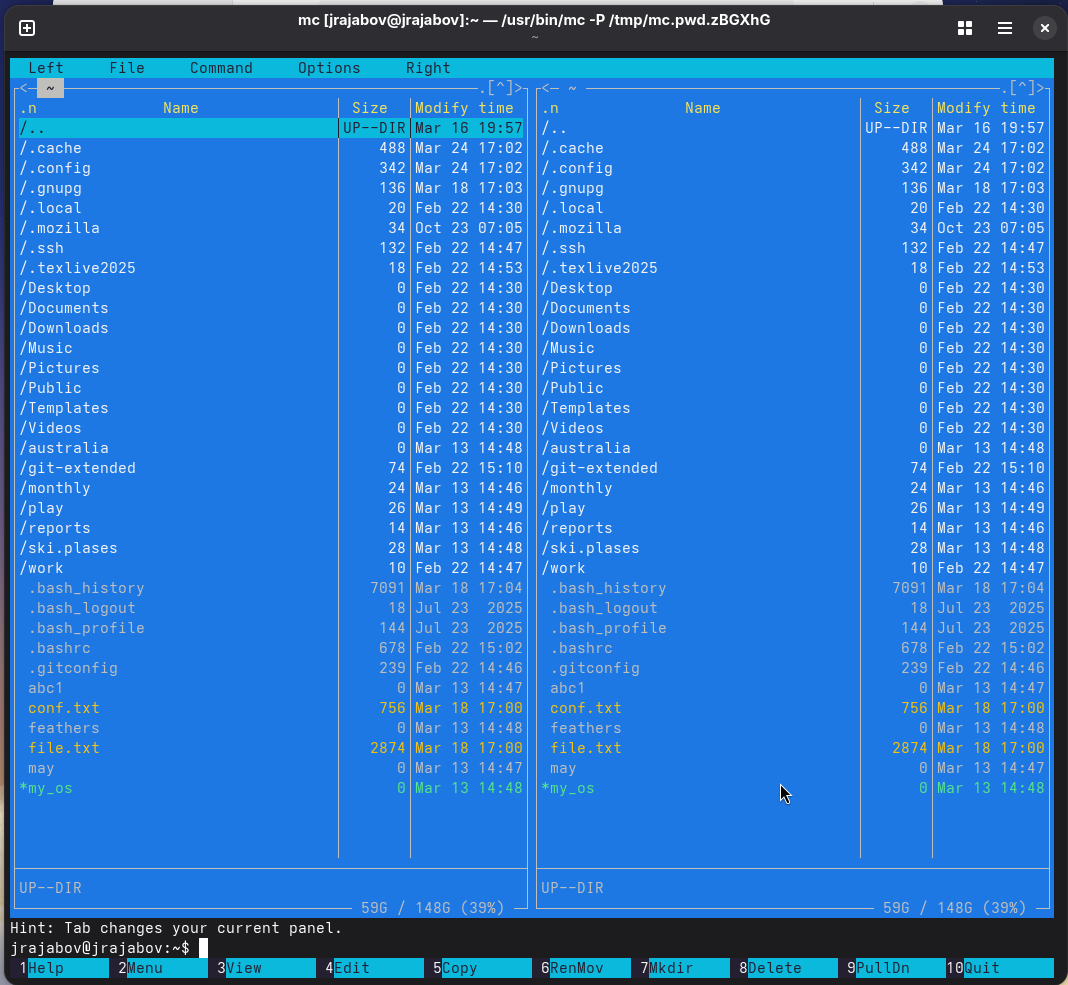 mc [jrajabov@jrajabov]:~ — /usr/bin/mc -P /tmp/mc.pwd.zBGXhG
~
Left File Command Options Right
<─ ~ ─.[^]> <─ ~ ─.[^]>
.n Name Size Modify time .n Name Size Modify time
/.. UP--DIR Mar 16 19:57 /.. UP--DIR Mar 16 19:57
/.cache 488 Mar 24 17:02 /.cache 488 Mar 24 17:02
/.config 342 Mar 24 17:02 /.config 342 Mar 24 17:02
/.gnupg 136 Mar 18 17:03 /.gnupg 136 Mar 18 17:03
/.local 20 Feb 22 14:30 /.local 20 Feb 22 14:30
/.mozilla 34 Oct 23 07:05 /.mozilla 34 Oct 23 07:05
/.ssh 132 Feb 22 14:47 /.ssh 132 Feb 22 14:47
/.texlive2025 18 Feb 22 14:53 /.texlive2025 18 Feb 22 14:53
/Desktop 0 Feb 22 14:30 /Desktop 0 Feb 22 14:30
/Documents 0 Feb 22 14:30 /Documents 0 Feb 22 14:30
/Downloads 0 Feb 22 14:30 /Downloads 0 Feb 22 14:30
/Music 0 Feb 22 14:30 /Music 0 Feb 22 14:30
/Pictures 0 Feb 22 14:30 /Pictures 0 Feb 22 14:30
/Public 0 Feb 22 14:30 /Public 0 Feb 22 14:30
/Templates 0 Feb 22 14:30 /Templates 0 Feb 22 14:30
/Videos 0 Feb 22 14:30 /Videos 0 Feb 22 14:30
/australia 0 Mar 13 14:48 /australia 0 Mar 13 14:48
/git-extended 74 Feb 22 15:10 /git-extended 74 Feb 22 15:10
/monthly 24 Mar 13 14:46 /monthly 24 Mar 13 14:46
/play 26 Mar 13 14:49 /play 26 Mar 13 14:49
/reports 14 Mar 13 14:46 /reports 14 Mar 13 14:46
/ski.plases 28 Mar 13 14:48 /ski.plases 28 Mar 13 14:48
/work 10 Feb 22 14:47 /work 10 Feb 22 14:47
.bash_history 7091 Mar 18 17:04 .bash_history 7091 Mar 18 17:04
.bash_logout 18 Jul 23 2025 .bash_logout 18 Jul 23 2025
.bash_profile 144 Jul 23 2025 .bash_profile 144 Jul 23 2025
.bashrc 678 Feb 22 15:02 .bashrc 678 Feb 22 15:02
.gitconfig 239 Feb 22 14:46 .gitconfig 239 Feb 22 14:46
abc1 0 Mar 13 14:47 abc1 0 Mar 13 14:47
conf.txt 756 Mar 18 17:00 conf.txt 756 Mar 18 17:00
feathers 0 Mar 13 14:48 feathers 0 Mar 13 14:48
file.txt 2874 Mar 18 17:00 file.txt 2874 Mar 18 17:00
may 0 Mar 13 14:47 may 0 Mar 13 14:47
*my_os 0 Mar 13 14:48 *my_os 0 Mar 13 14:48
UP--DIR UP--DIR
59G / 148G (39%) 59G / 148G (39%)
Hint: Tab changes your current panel.
jrajabov@jrajabov:~$
1Help 2Menu 3View 4Edit 5Copy 6RenMov 7Mkdir 8Delete 9PullDn 10Quit